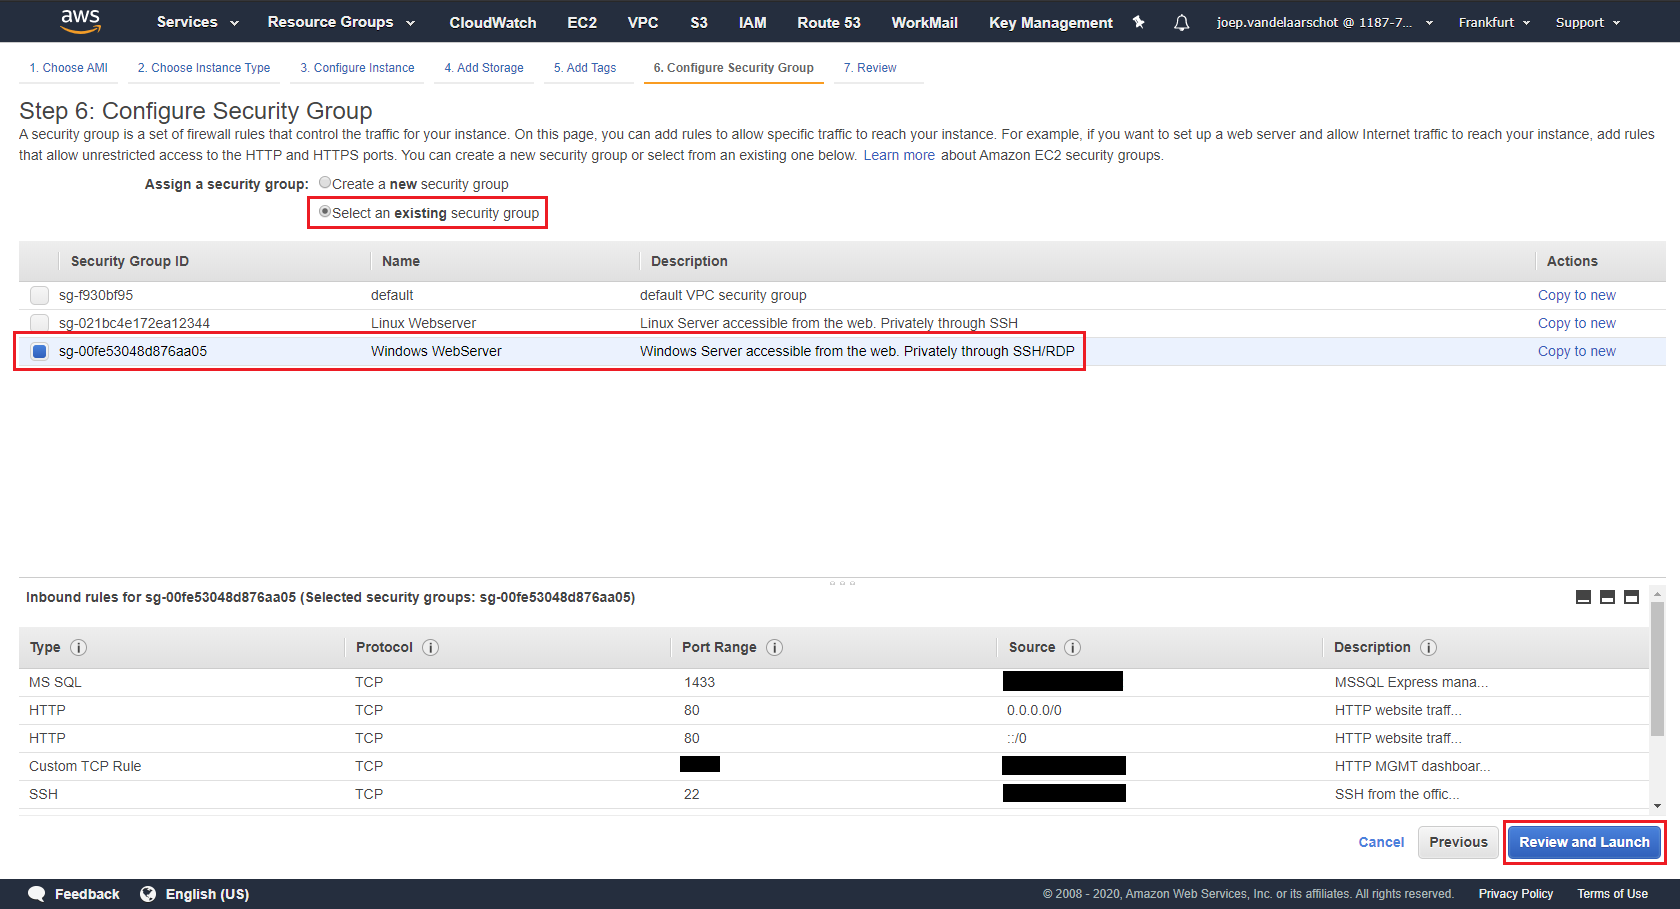 aws Services Resource Groups CloudWatch EC2 VPC S3 IAM Route 53 WorkMail Key Management joep.vandelaarschot @ 1187-7... Frankfurt Support
1. Choose AMI 2. Choose Instance Type 3. Configure Instance 4. Add Storage 5. Add Tags 6. Configure Security Group 7. Review
Step 6: Configure Security Group
A security group is a set of firewall rules that control the traffic for your instance. On this page, you can add rules to allow specific traffic to reach your instance. For example, if you want to set up a web server and allow Internet traffic to reach your instance, add rules
that allow unrestricted access to the HTTP and HTTPS ports. You can create a new security group or select from an existing one below. Learn more about Amazon EC2 security groups.
Assign a security group: Create a new security group
Select an existing security group
Security Group ID Name Description Actions
sg-f930bf95 default default VPC security group Copy to new
sg-021bc4e172ea12344 Linux Webserver Linux Server accessible from the web. Privately through SSH Copy to new
sg-00fe53048d876aa05 Windows WebServer Windows Server accessible from the web. Privately through SSH/RDP Copy to new
Inbound rules for sg-00fe53048d876aa05 (Selected security groups: sg-00fe53048d876aa05)
Type i Protocol i Port Range i Source i Description i
MS SQL TCP 1433 MSSQL Express mana...
HTTP TCP 80 0.0.0.0/0 HTTP website traff...
HTTP TCP 80 ::/0 HTTP website traff...
Custom TCP Rule TCP HTTP MGMT dashboar...
SSH TCP 22 SSH from the offic...
Cancel Previous Review and Launch
Feedback English (US) © 2008 - 2020, Amazon Web Services, Inc. or its affiliates. All rights reserved. Privacy Policy Terms of Use